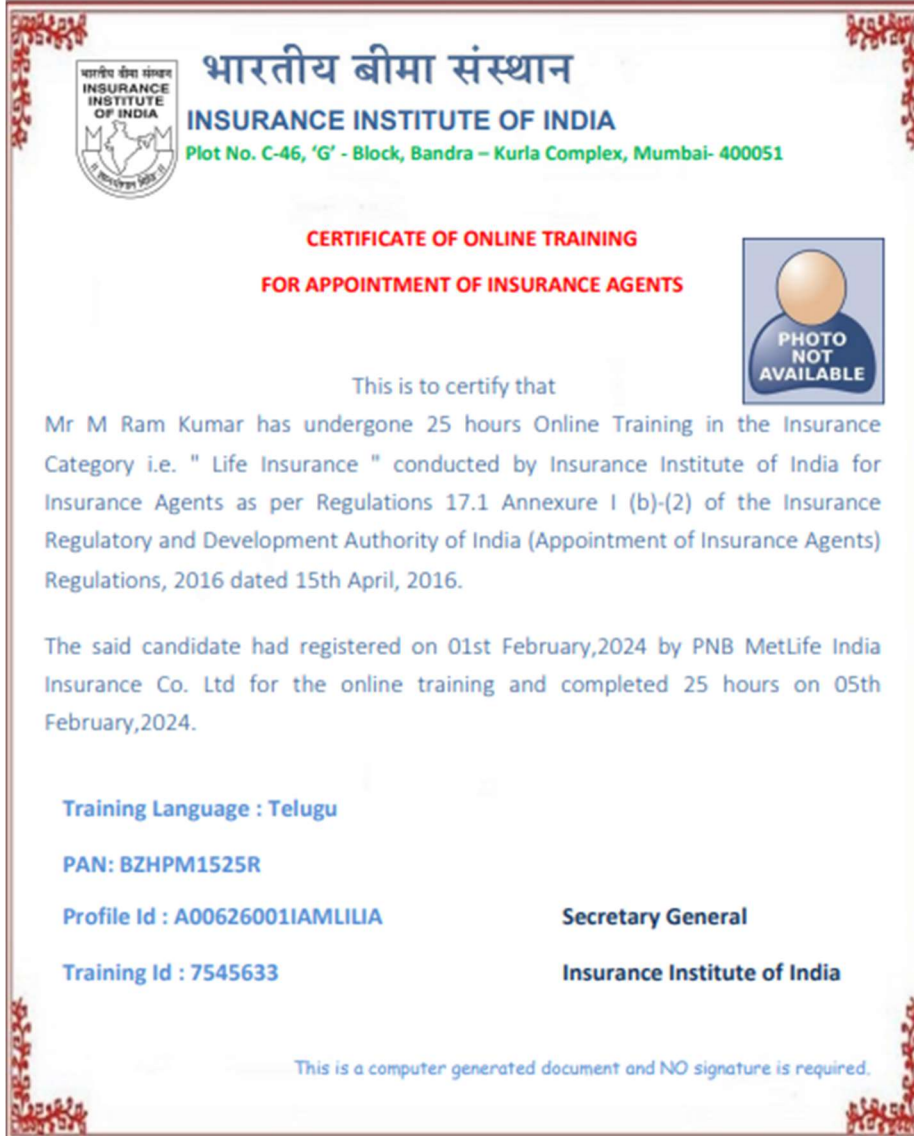 भारतीय बीमा संस्थान
INSURANCE
INSTITUTE
OF INDIA
भारतीय बीमा संस्थान
INSURANCE INSTITUTE OF INDIA
Plot No. C-46, ‘G’ - Block, Bandra – Kurla Complex, Mumbai- 400051
CERTIFICATE OF ONLINE TRAINING
FOR APPOINTMENT OF INSURANCE AGENTS
PHOTO
NOT
AVAILABLE
This is to certify that
Mr M Ram Kumar has undergone 25 hours Online Training in the Insurance
Category i.e. " Life Insurance " conducted by Insurance Institute of India for
Insurance Agents as per Regulations 17.1 Annexure I (b)-(2) of the Insurance
Regulatory and Development Authority of India (Appointment of Insurance Agents)
Regulations, 2016 dated 15th April, 2016.
The said candidate had registered on 01st February,2024 by PNB MetLife India
Insurance Co. Ltd for the online training and completed 25 hours on 05th
February,2024.
Training Language : Telugu
PAN: BZHPM1525R
Profile Id : A00626001IAMLILIA
Secretary General
Training Id : 7545633
Insurance Institute of India
This is a computer generated document and NO signature is required.